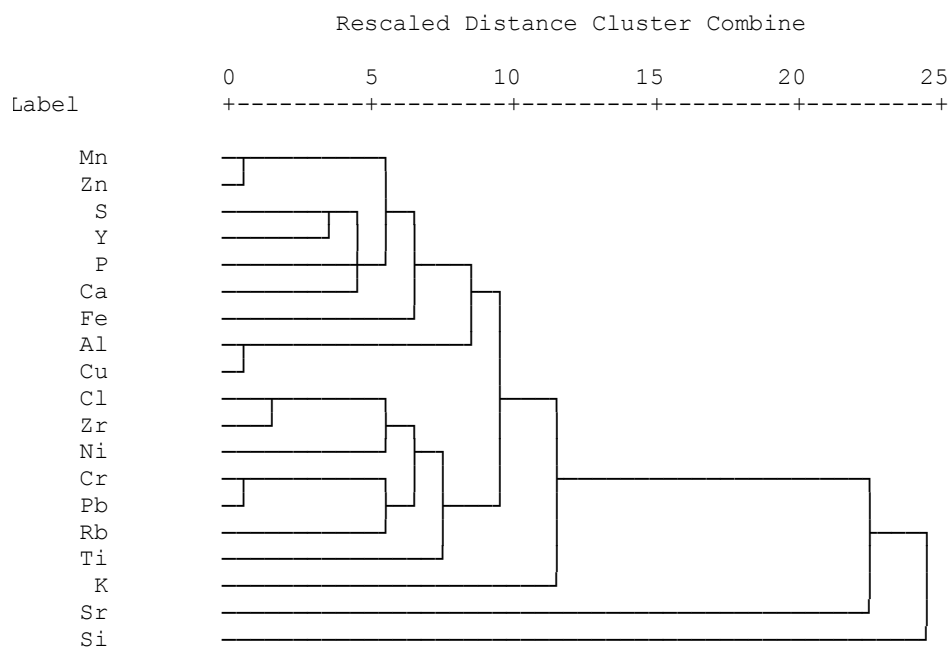 Rescaled Distance Cluster Combine
0 5 10 15 20 25
Label +---------+---------+---------+---------+---------+
Mn
Zn
S
Y
P
Ca
Fe
Al
Cu
Cl
Zr
Ni
Cr
Pb
Rb
Ti
K
Sr
Si